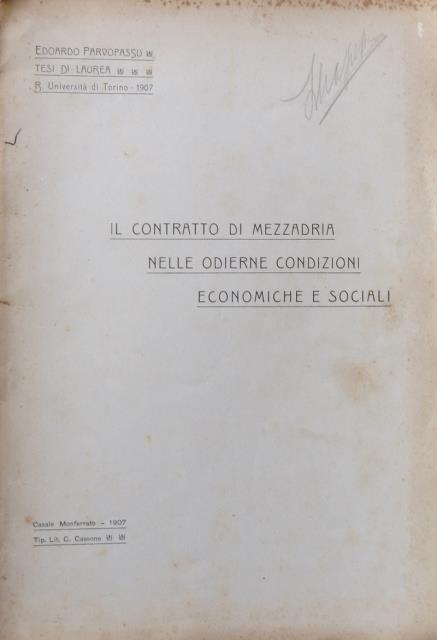 EDOARDO PARVOPASSU
TESI DI LAUREA
R. Università di Torino - 1907
IL CONTRATTO DI MEZZADRIA
NELLE ODIERNE CONDIZIONI
ECONOMICHE E SOCIALI
Casale Monferrato - 1907
Tip. Lit. C. Cassone